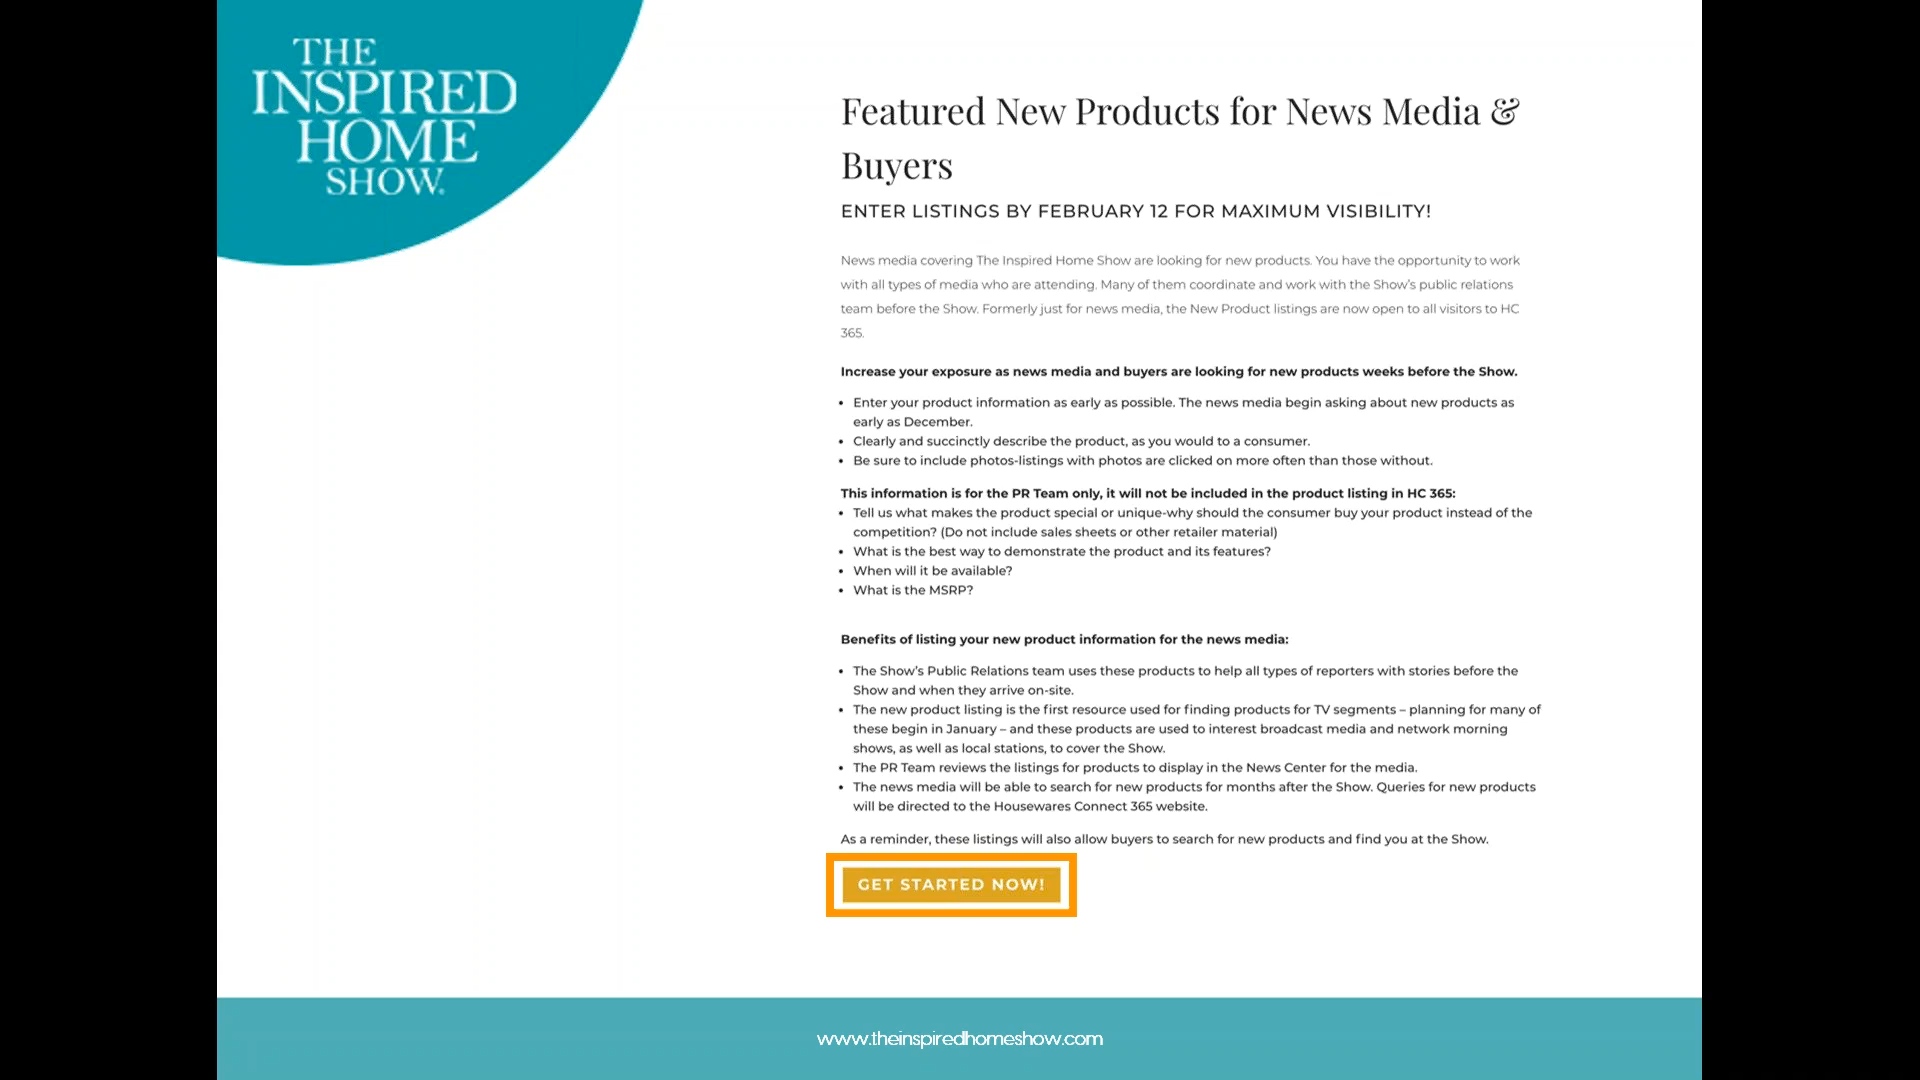 THE
INSPIRED
HOME
SHOW.
Featured New Products for News Media &
Buyers
ENTER LISTINGS BY FEBRUARY 12 FOR MAXIMUM VISIBILITY!
News media covering The Inspired Home Show are looking for new products. You have the opportunity to work
with all types of media who are attending. Many of them coordinate and work with the Show's public relations
team before the Show. Formerly just for news media, the New Product listings are now open to all visitors to HC
365.
Increase your exposure as news media and buyers are looking for new products weeks before the Show.
• Enter your product information as early as possible. The news media begin asking about new products as
early as December.
• Clearly and succinctly describe the product, as you would to a consumer.
• Be sure to include photos-listings with photos are clicked on more often than those without.
This information is for the PR Team only, it will not be included in the product listing in HC 365:
• Tell us what makes the product special or unique-why should the consumer buy your product instead of the
competition? (Do not include sales sheets or other retailer material)
• What is the best way to demonstrate the product and its features?
• When will it be available?
• What is the MSRP?
Benefits of listing your new product information for the news media:
• The Show's Public Relations team uses these products to help all types of reporters with stories before the
Show and when they arrive on-site.
• The new product listing is the first resource used for finding products for TV segments – planning for many of
these begin in January – and these products are used to interest broadcast media and network morning
shows, as well as local stations, to cover the Show.
• The PR Team reviews the listings for products to display in the News Center for the media.
• The news media will be able to search for new products for months after the Show. Queries for new products
will be directed to the Housewares Connect 365 website.
As a reminder, these listings will also allow buyers to search for new products and find you at the Show.
GET STARTED NOW!
www.theinspiredhomeshow.com